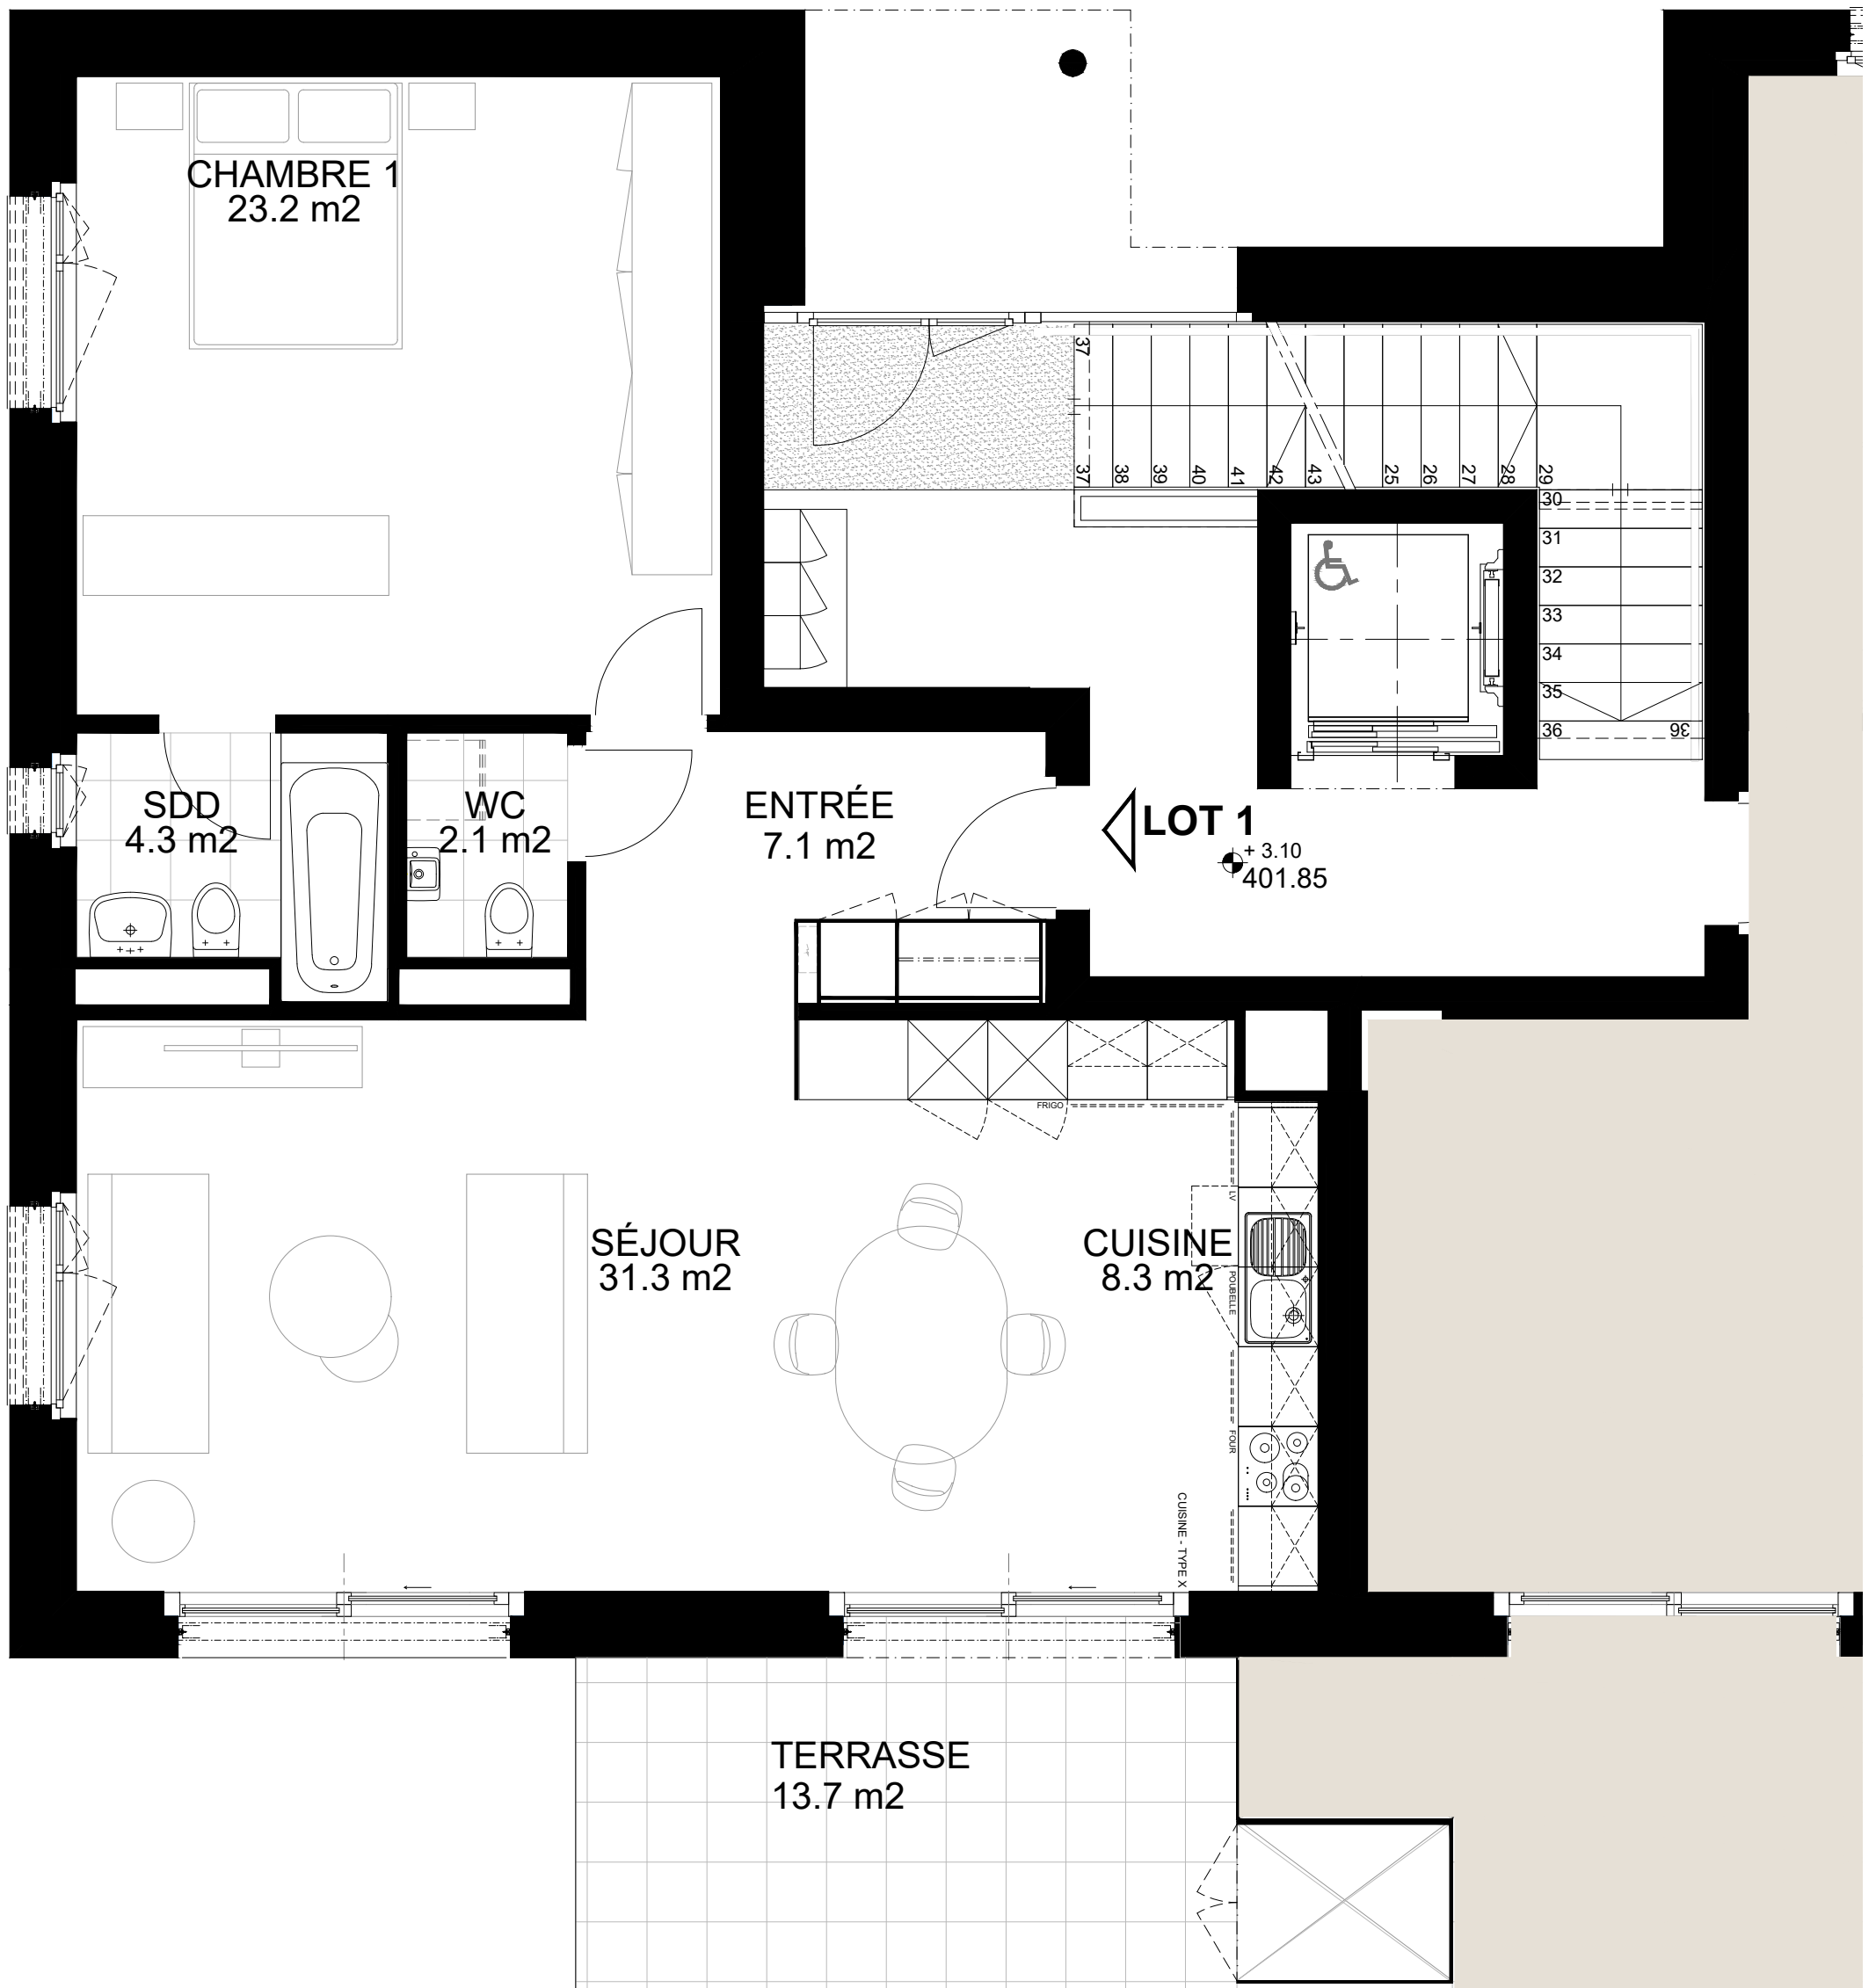 CHAMBRE 1
23.2 m2
37
37
38
39
40
41
42
43
25
26
27
28
29
30
31
32
33
34
35
36
36
SDD
4.3 m2
WC
2.1 m2
ENTRÉE
7.1 m2
LOT 1
+ 3.10
401.85
FRIGO
LV
SÉJOUR
31.3 m2
CUISINE
8.3 m2
POUBELLE
FOUR
CUISINE - TYPE X
TERRASSE
13.7 m2